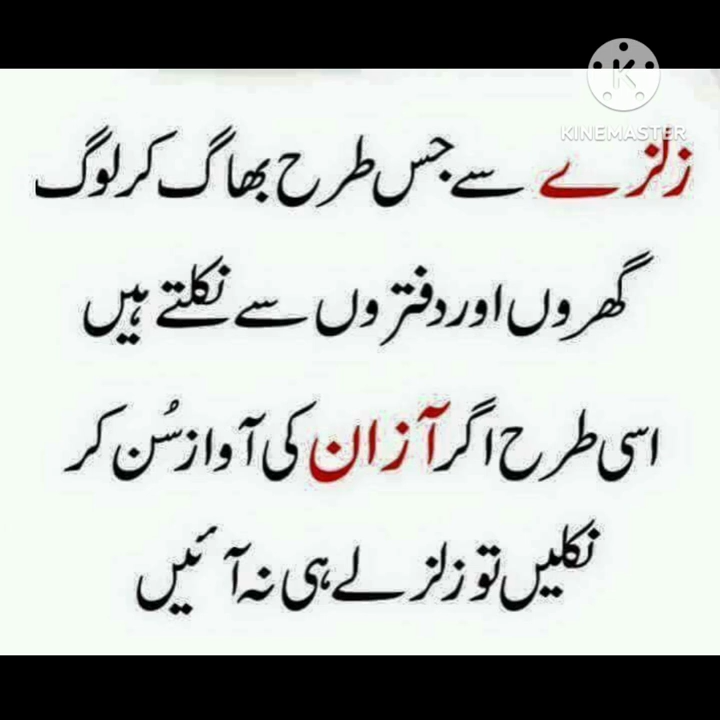 KINEMASTER
زلزے سے جس طرح بھاگ کر لوگ
گھروں اور دفتروں سے نکلتے ہیں
اسی طرح اگر آزان کی آواز سُن کر
نکلیں تو زلزلے ہی نہ آئیں